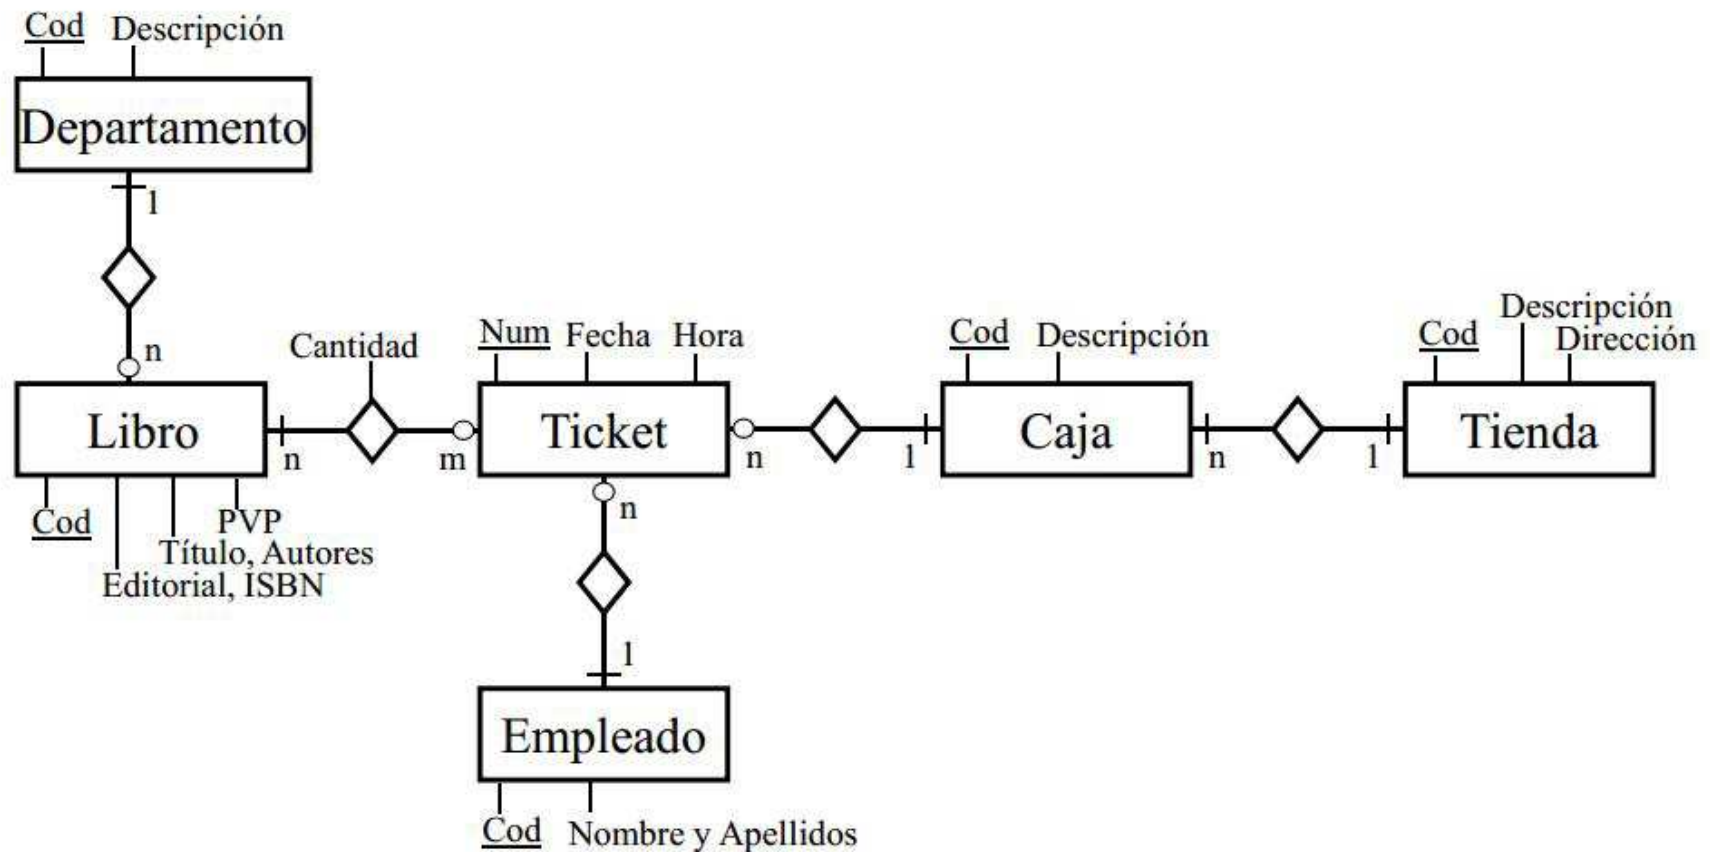 Cod Descripción
Departamento
1
n
Cantidad
Num Fecha Hora
Cod Descripción
Descripción
Cod Dirección
Libro
Ticket
Caja
Tienda
n m n 1 n 1
Cod PVP
Título, Autores
Editorial, ISBN
n
1
Empleado
Cod Nombre y Apellidos